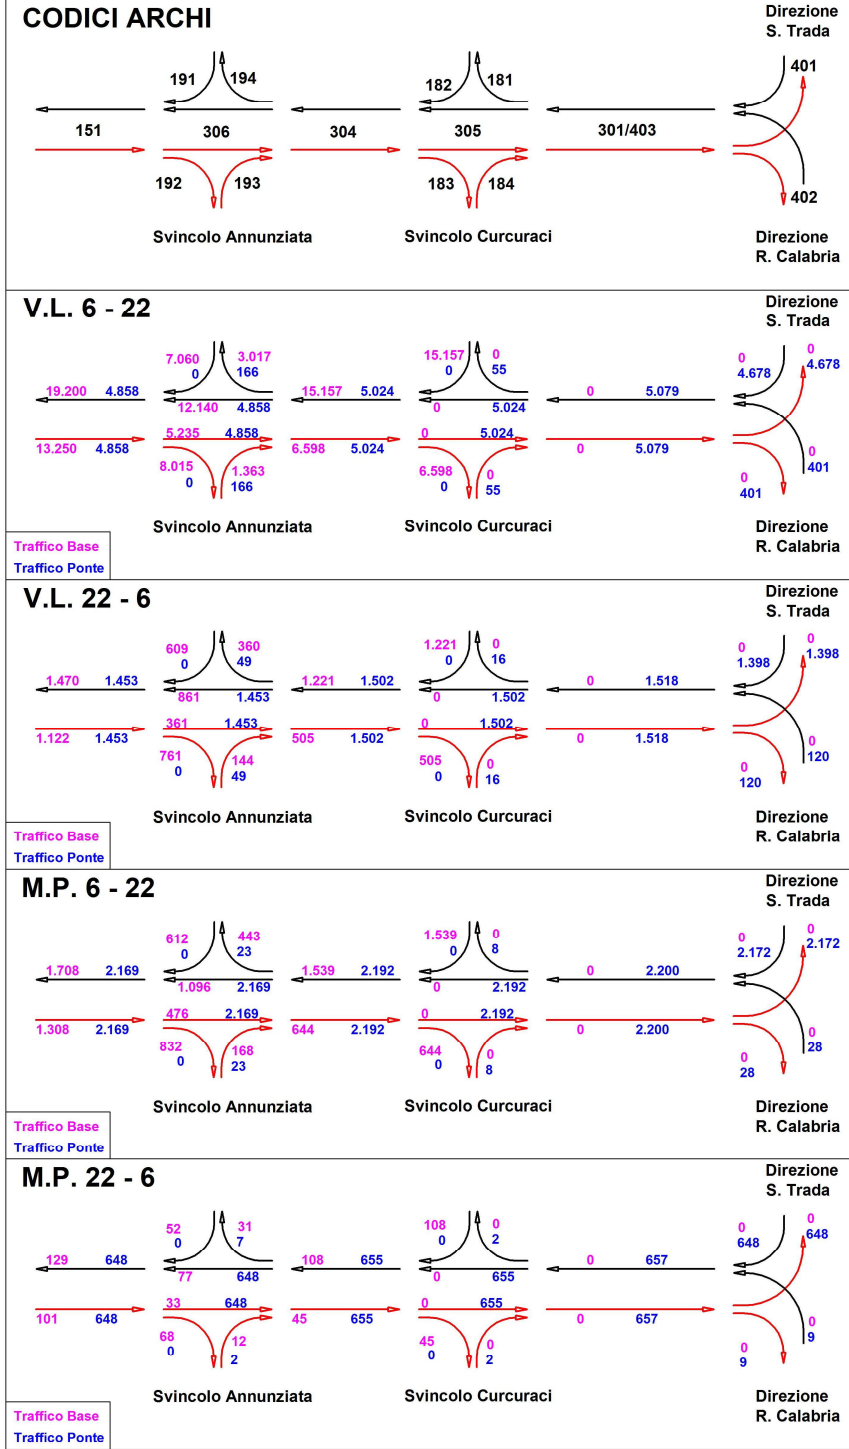 CODICI ARCHI
Direzione
S. Trada
191 194
182 181
401
151 306 304 305 301/403
192 193
183 184
402
Svincolo Annunziata Svincolo Curcuraci
Direzione
R. Calabria
V.L. 6 - 22
Direzione
S. Trada
7.060 3.017 15.157 0 0 0
0 166 0 55 4.678 4.678
19.200 4.858 15.157 5.024 0 5.079
12.140 4.858 0 5.024
5.235 4.858 0 5.024
13.250 4.858 6.598 5.024 0 5.079
8.015 1.363 6.598 0 0 0
0 166 0 55 401 401
Svincolo Annunziata Svincolo Curcuraci
Direzione
R. Calabria
Traffico Base
Traffico Ponte
V.L. 22 - 6
Direzione
S. Trada
609 360 1.221 0 0 0
0 49 0 16 1.398 1.398
1.470 1.453 1.221 1.502 0 1.518
861 1.453 0 1.502
361 1.453 0 1.502
1.122 1.453 505 1.502 0 1.518
761 144 505 0 0 0
0 49 0 16 120 120
Svincolo Annunziata Svincolo Curcuraci
Direzione
R. Calabria
Traffico Base
Traffico Ponte
M.P. 6 - 22
Direzione
S. Trada
612 443 1.539 0 0 0
0 23 0 8 2.172 2.172
1.708 2.169 1.539 2.192 0 2.200
1.096 2.169 0 2.192
476 2.169 0 2.192
1.308 2.169 644 2.192 0 2.200
832 168 644 0 0 0
0 23 0 8 28 28
Svincolo Annunziata Svincolo Curcuraci
Direzione
R. Calabria
Traffico Base
Traffico Ponte
M.P. 22 - 6
Direzione
S. Trada
52 31 108 0 0 0
0 7 0 2 648 648
129 648 108 655 0 657
77 648 0 655
33 648 0 655
101 648 45 655 0 657
68 12 45 0 0 0
0 2 0 2 9 9
Svincolo Annunziata Svincolo Curcuraci
Direzione
R. Calabria
Traffico Base
Traffico Ponte